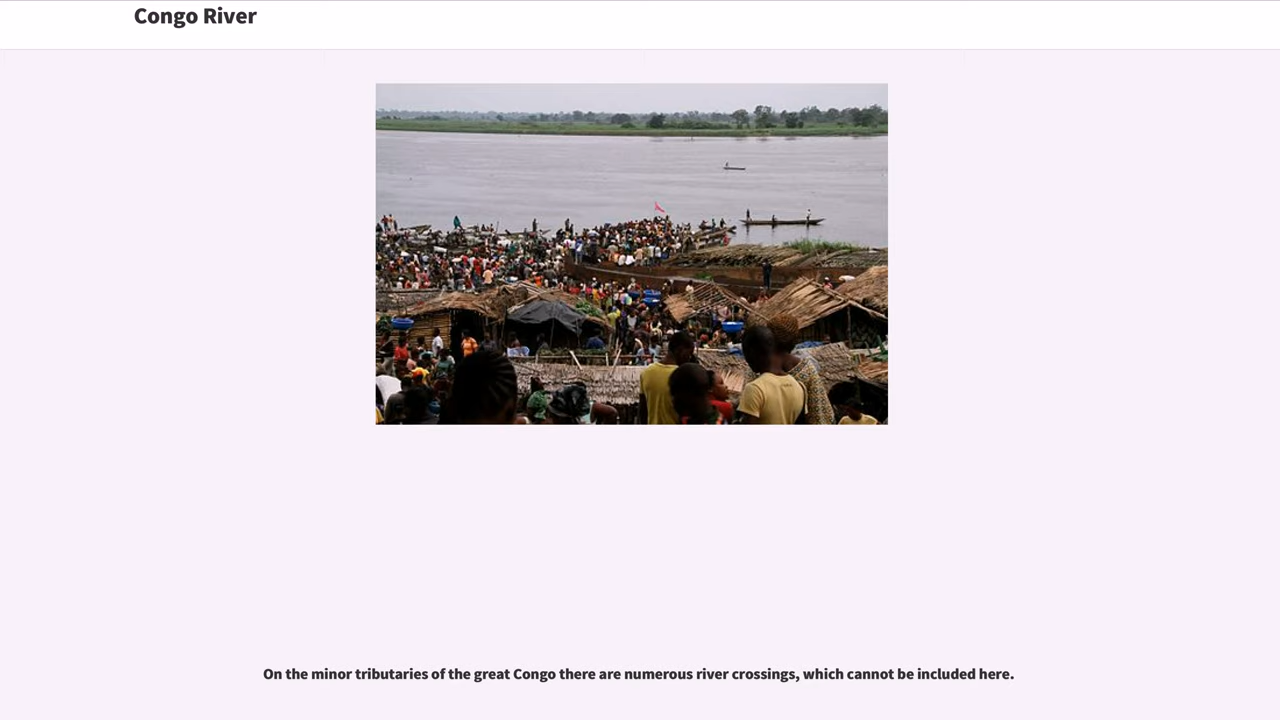 Congo River
On the minor tributaries of the great Congo there are numerous river crossings, which cannot be included here.